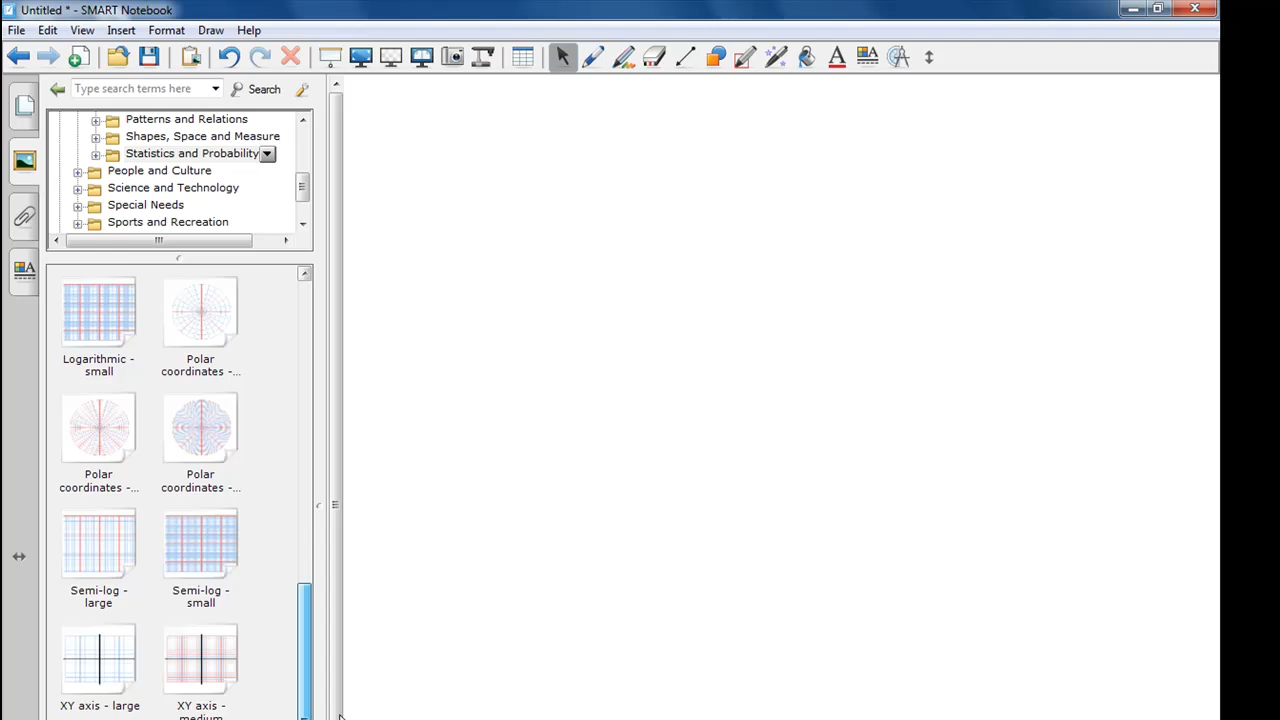 Untitled * - SMART Notebook
File Edit View Insert Format Draw Help
Type search terms here
Search
Patterns and Relations
Shapes, Space and Measure
Statistics and Probability
People and Culture
Science and Technology
Special Needs
Sports and Recreation
Logarithmic -
small
Polar
coordinates -...
Polar
coordinates -...
Polar
coordinates -...
Semi-log -
large
Semi-log -
small
XY axis - large
XY axis -
medium